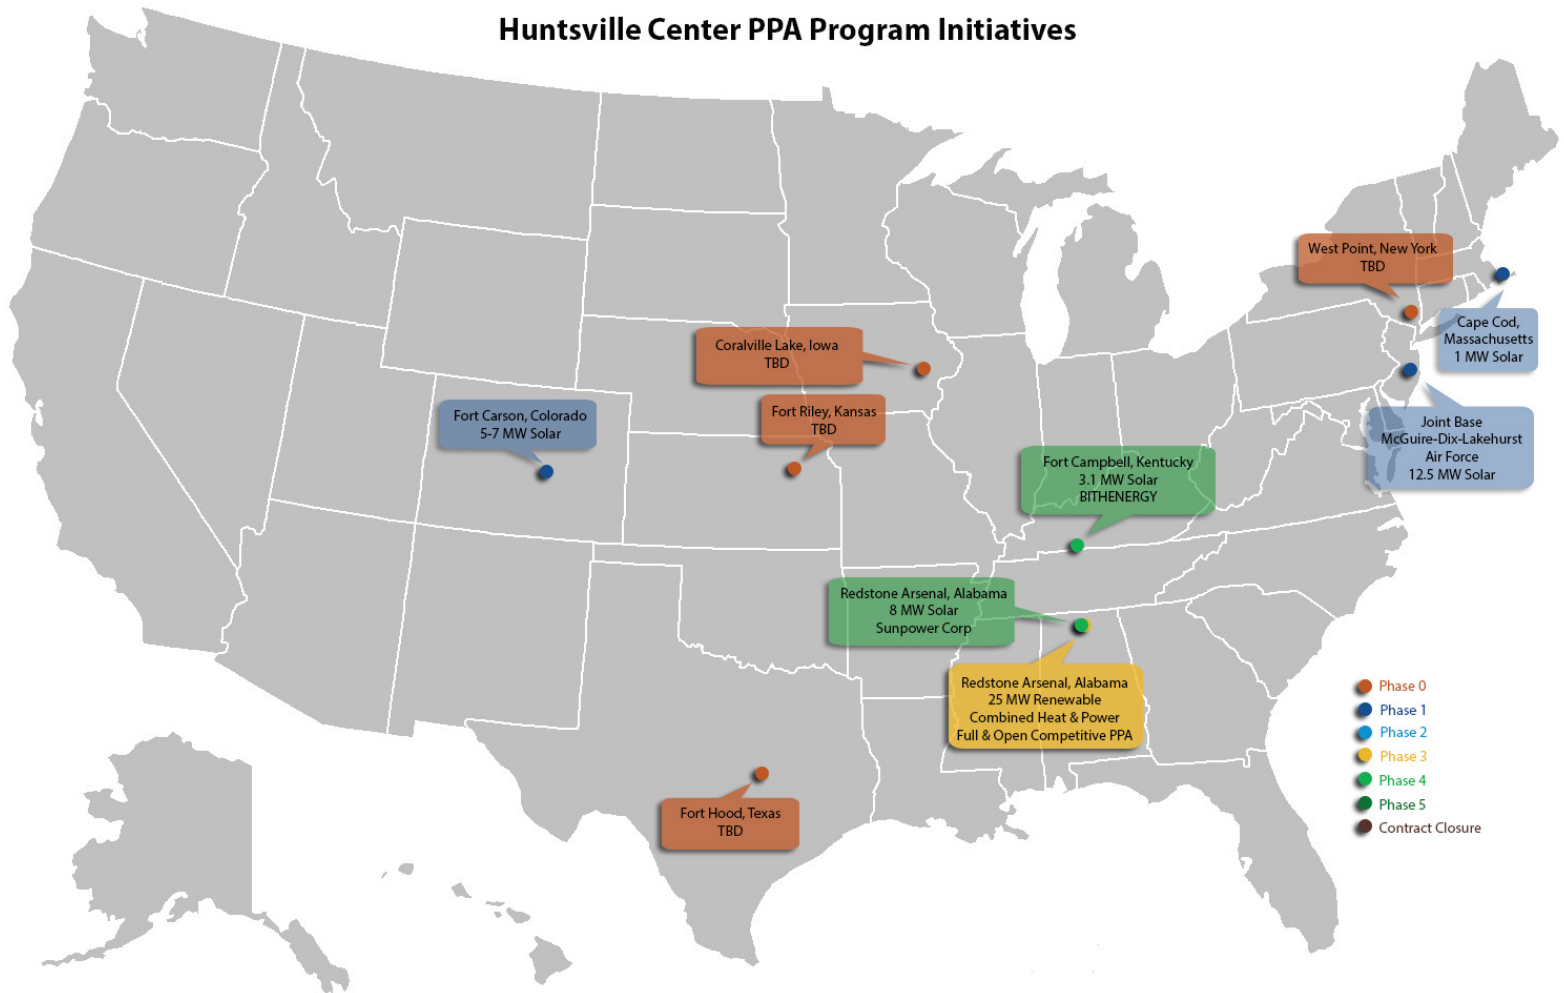 Huntsville Center PPA Program Initiatives
West Point, New York
TBD
Cape Cod,
Massachusetts
1 MW Solar
Coralville Lake, Iowa
TBD
Fort Carson, Colorado
5-7 MW Solar
Fort Riley, Kansas
TBD
Joint Base
McGuire-Dix-Lakehurst
Air Force
12.5 MW Solar
Fort Campbell, Kentucky
3.1 MW Solar
BITHENERGY
Redstone Arsenal, Alabama
8 MW Solar
Sunpower Corp
Redstone Arsenal, Alabama
25 MW Renewable
Combined Heat & Power
Full & Open Competitive PPA
Fort Hood, Texas
TBD
Phase 0
Phase 1
Phase 2
Phase 3
Phase 4
Phase 5
Contract Closure